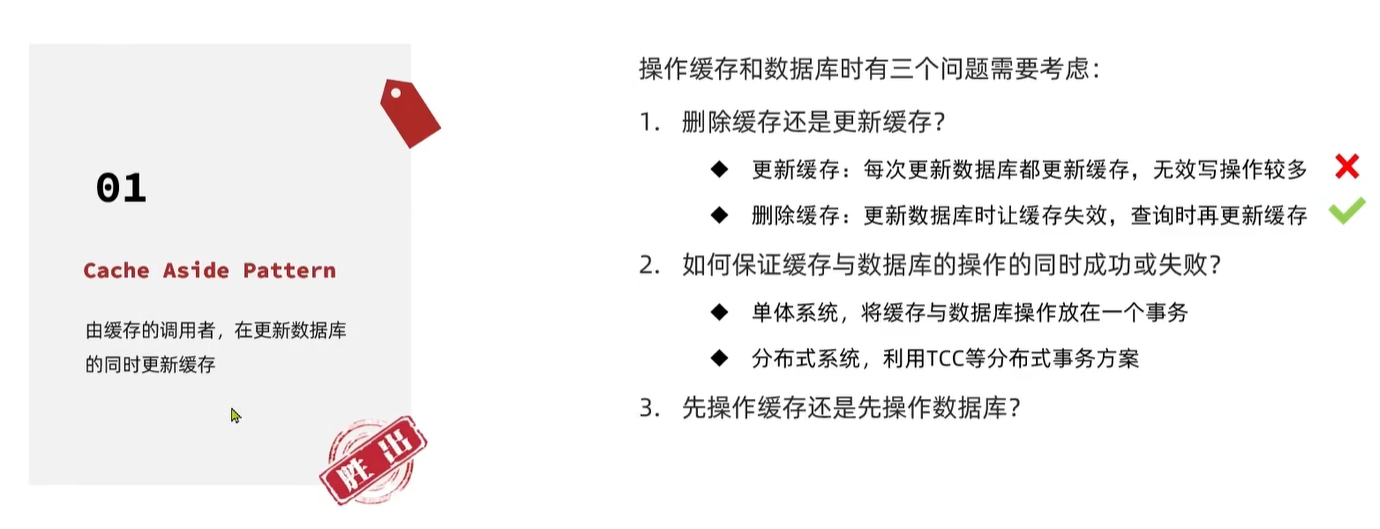 01
Cache Aside Pattern
由缓存的调用者，在更新数据库
的同时更新缓存
胜出
操作缓存和数据库时有三个问题需要考虑：
1. 删除缓存还是更新缓存？
◆ 更新缓存：每次更新数据库都更新缓存，无效写操作较多
◆ 删除缓存：更新数据库时让缓存失效，查询时再更新缓存
2. 如何保证缓存与数据库的操作的同时成功或失败？
◆ 单体系统，将缓存与数据库操作放在一个事务
◆ 分布式系统，利用TCC等分布式事务方案
3. 先操作缓存还是先操作数据库？